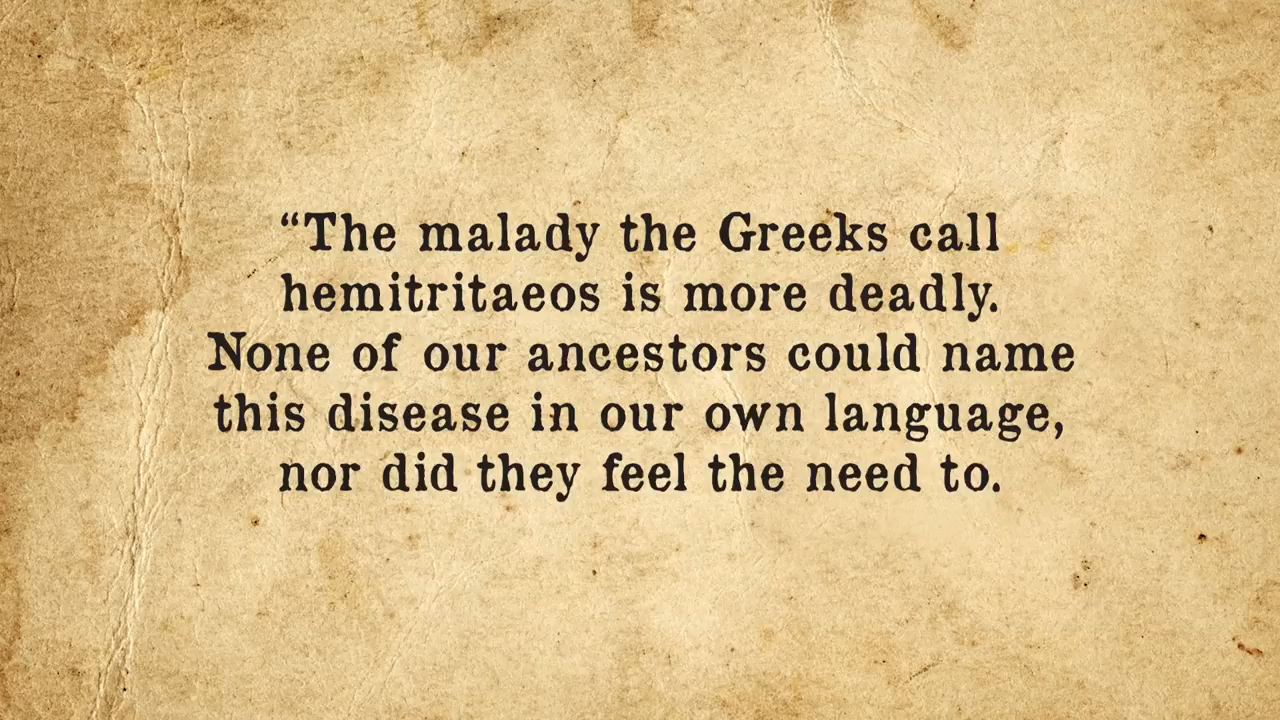 “The malady the Greeks call
hemitritaeos is more deadly.
None of our ancestors could name
this disease in our own language,
nor did they feel the need to.